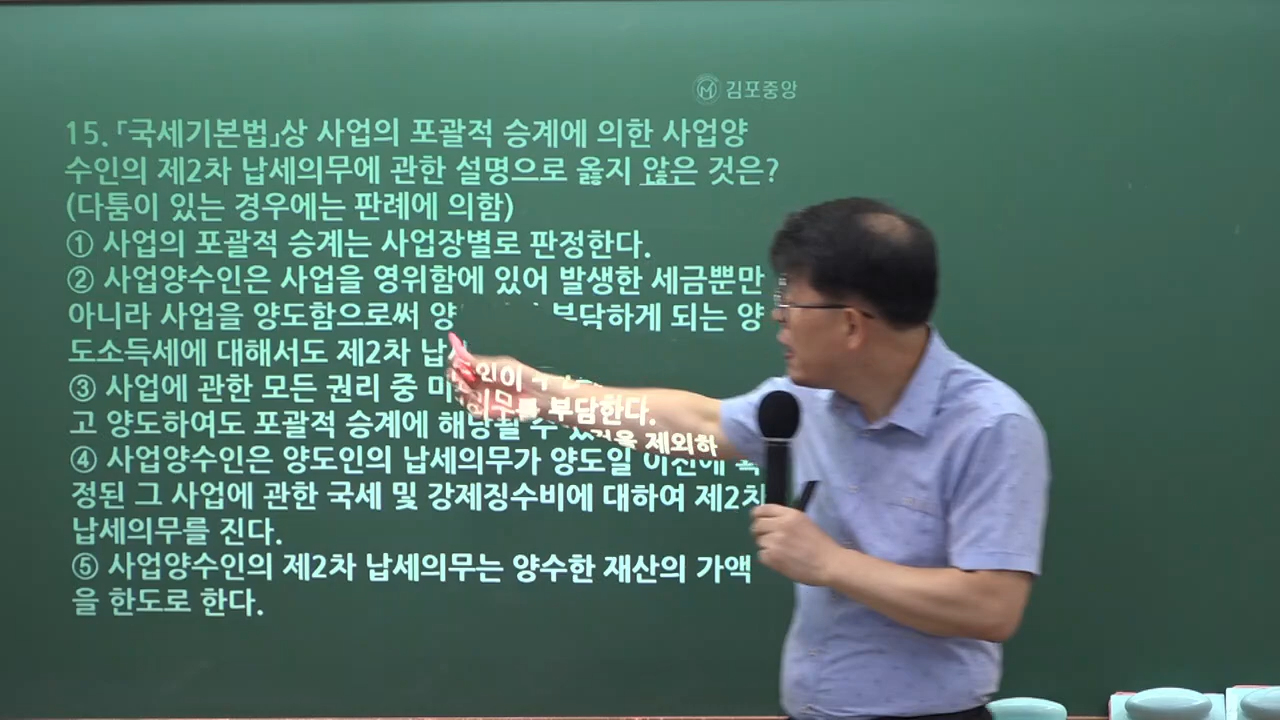 김포중앙
15. 「국세기본법」상 사업의 포괄적 승계에 의한 사업양
수인의 제2차 납세의무에 관한 설명으로 옳지 않은 것은?
(다툼이 있는 경우에는 판례에 의함)
① 사업의 포괄적 승계는 사업장별로 판정한다.
② 사업양수인은 사업을 영위함에 있어 발생한 세금뿐만
아니라 사업을 양도함으로써 부담하게 되는 양
도소득세에 대해서도 제2차 의무를 부담한다.
③ 사업에 관한 모든 권리 중 것을 제외하
고 양도하여도 포괄적 승계에 해당될 수
④ 사업양수인은 양도인의 납세의무가 양도일 이전에 확
정된 그 사업에 관한 국세 및 강제징수비에 대하여 제2차
납세의무를 진다.
⑤ 사업양수인의 제2차 납세의무는 양수한 재산의 가액
을 한도로 한다.